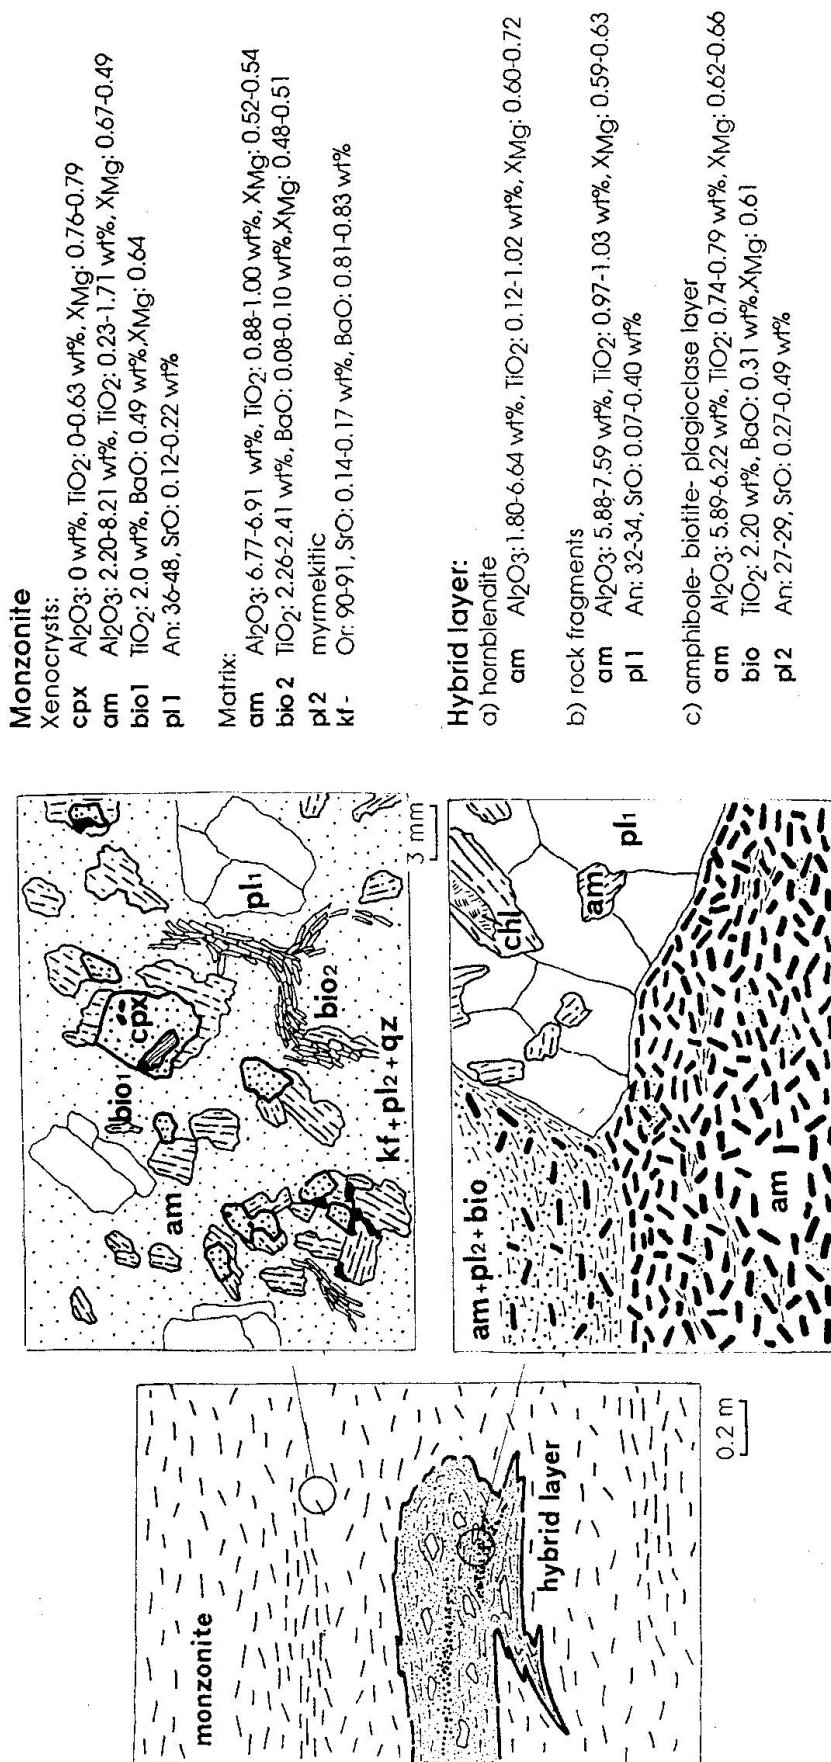 monzonite
hybrid layer
0.2 m
am
bio1
cpx
bio2
pl1
kf+pl2+qz
3 mm
am+pl2+bio
chl
am
pl1
am
Monzonite
Xenocrysts:
cpx Al2O3: 0 wt%, TiO2: 0-0.63 wt%, XMg: 0.76-0.79
am Al2O3: 2.20-8.21 wt%, TiO2: 0.23-1.71 wt%, XMg: 0.67-0.49
bio1 TiO2: 2.0 wt%, BaO: 0.49 wt%,XMg: 0.64
pl1 An: 36-48, SrO: 0.12-0.22 wt%
Matrix:
am Al2O3: 6.77-6.91 wt%, TiO2: 0.88-1.00 wt%, XMg: 0.52-0.54
bio2 TiO2: 2.26-2.41 wt%, BaO: 0.08-0.10 wt%,XMg: 0.48-0.51
pl2 myrmekitic
kf- Or: 90-91, SrO: 0.14-0.17 wt%, BaO: 0.81-0.83 wt%
Hybrid layer:
a) hornblendite
am Al2O3: 1.80-6.64 wt%, TiO2: 0.12-1.02 wt%, XMg: 0.60-0.72
b) rock fragments
am Al2O3: 5.88-7.59 wt%, TiO2: 0.97-1.03 wt%, XMg: 0.59-0.63
pl1 An: 32-34, SrO: 0.07-0.40 wt%
c) amphibole- biotite- plagioclase layer
am Al2O3: 5.89-6.22 wt%, TiO2: 0.74-0.79 wt%, XMg: 0.62-0.66
bio TiO2: 2.20 wt%, BaO: 0.31 wt%,XMg: 0.61
pl2 An: 27-29, SrO: 0.27-0.49 wt%